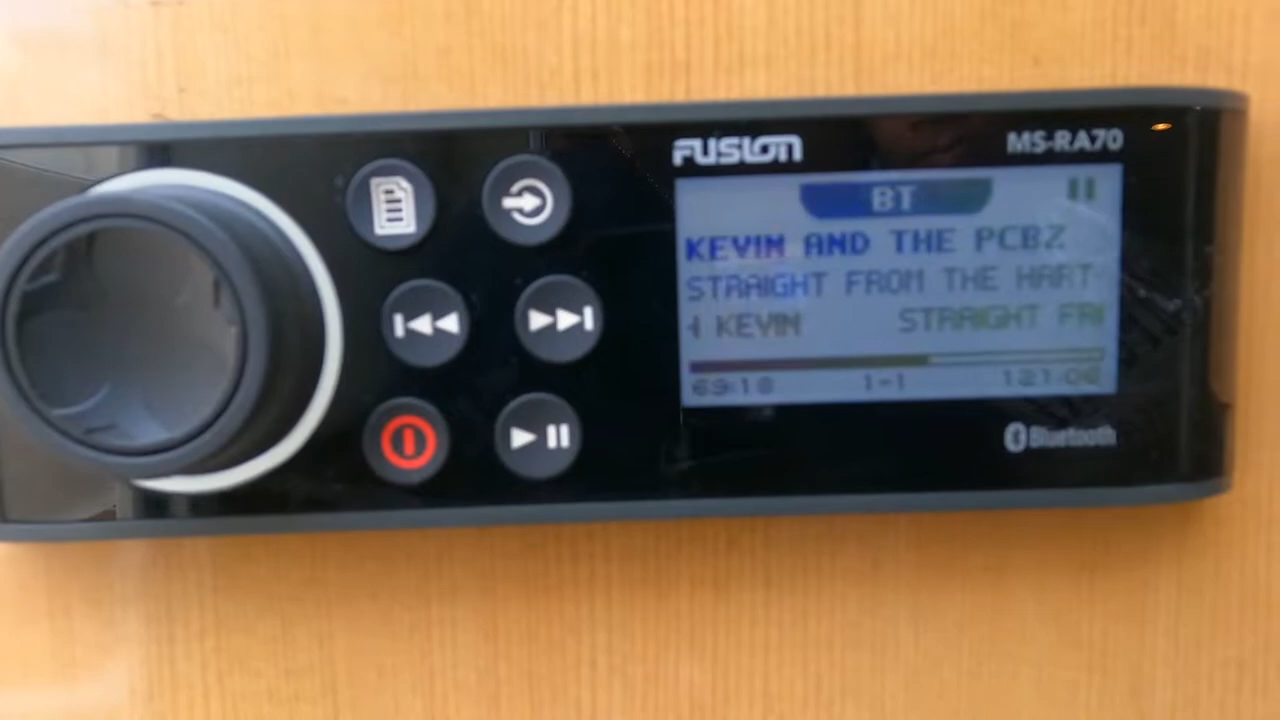 FUSION
MS-RA70
BT
KEVIN AND THE PCBZ
STRAIGHT FROM THE HART
KEVIN STRAIGHT FR
69:18 1-1 121:06
Bluetooth